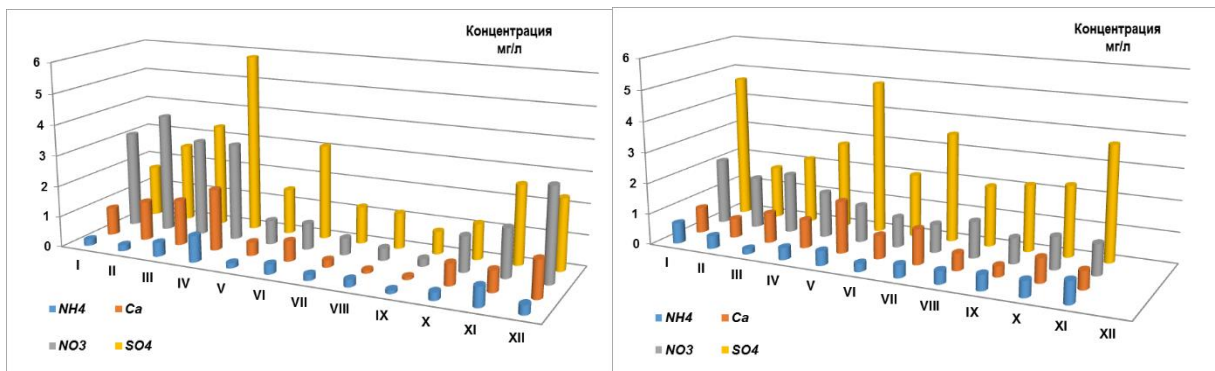 Концентрация
мг/л
6
5
4
3
2
1
0
I
II
III
IV
V
VI
VII
VIII
IX
X
XI
XII
NH4
Ca
NO3
SO4
Концентрация
мг/л
6
5
4
3
2
1
0
I
II
III
IV
V
VI
VII
VIII
IX
X
XI
XII
NH4
Ca
NO3
SO4